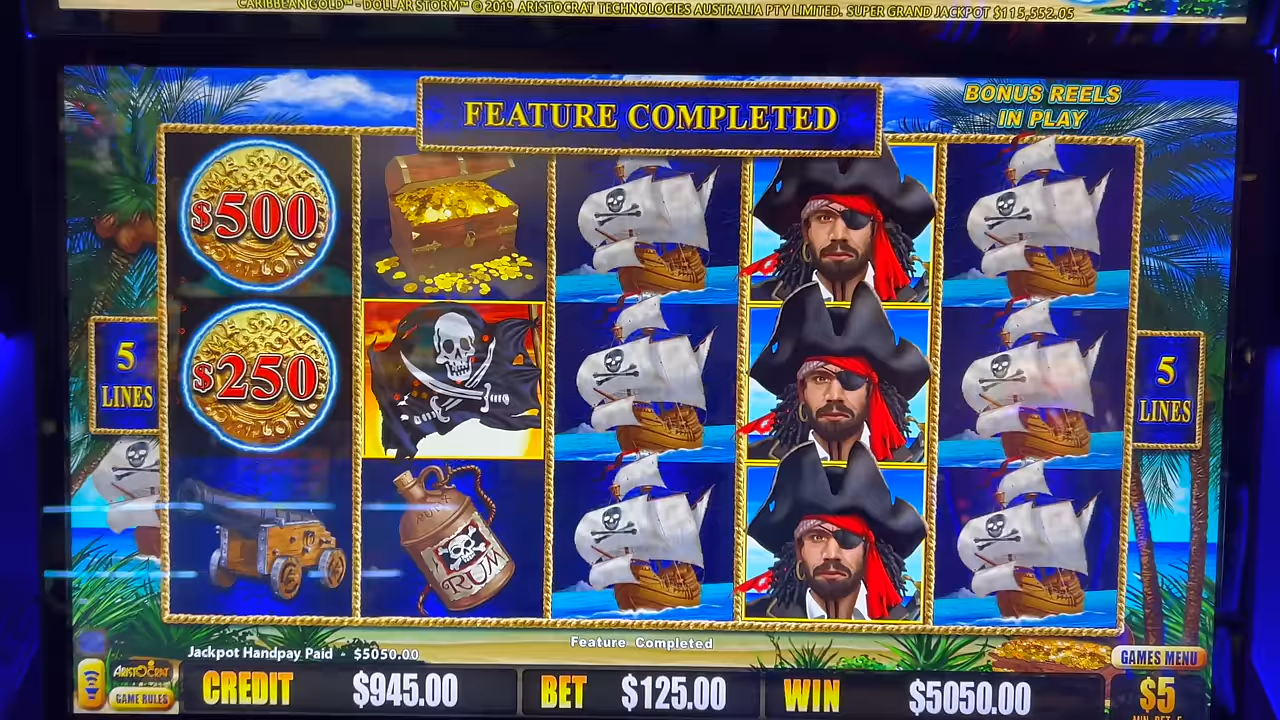 CARIBBEAN GOLD™ - DOLLAR STORM™ © 2019 ARISTOCRAT TECHNOLOGIES AUSTRALIA PTY LIMITED. SUPER GRAND JACKPOT $115,552.05
FEATURE COMPLETED
BONUS REELS
IN PLAY
$500
$250
5
LINES
5
LINES
RUM
Feature Completed
Jackpot Handpay Paid - $5050.00
GAMES MENU
ARISTOCRAT
GAME RULES
CREDIT $945.00
BET $125.00
WIN $5050.00
$5